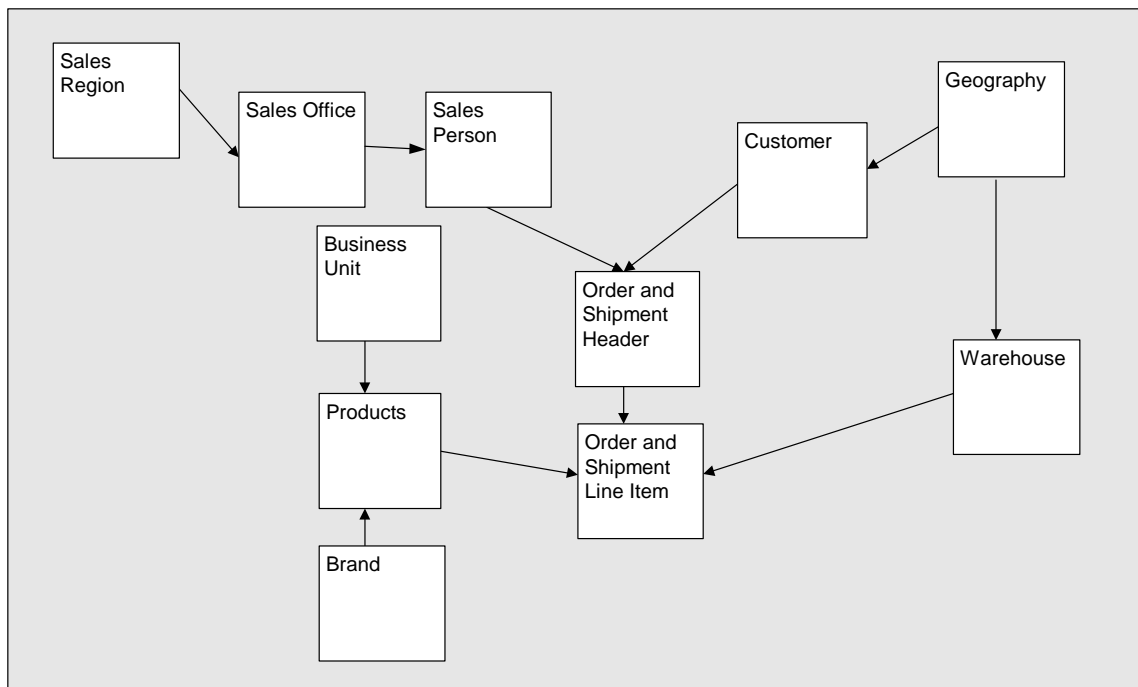 Sales
Region
Sales Office
Sales
Person
Customer
Geography
Business
Unit
Order and
Shipment
Header
Warehouse
Products
Order and
Shipment
Line Item
Brand